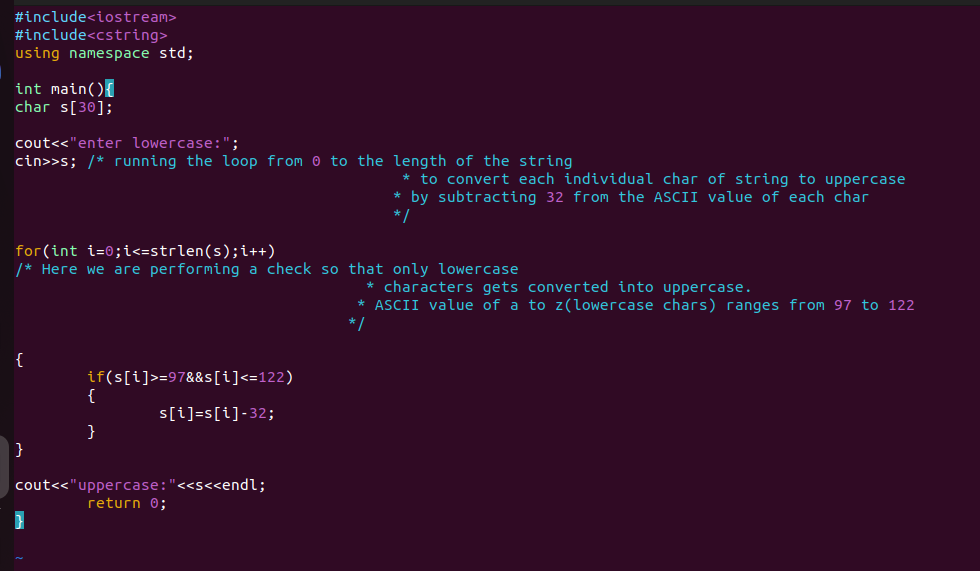 #include<iostream>
#include<cstring>
using namespace std;
int main(){
char s[30];
cout<<"enter lowercase:";
cin>>s; /* running the loop from 0 to the length of the string
* to convert each individual char of string to uppercase
* by subtracting 32 from the ASCII value of each char
*/
for(int i=0;i<=strlen(s);i++)
/* Here we are performing a check so that only lowercase
* characters gets converted into uppercase.
* ASCII value of a to z(lowercase chars) ranges from 97 to 122
*/
{
if(s[i]>=97&&s[i]<=122)
{
s[i]=s[i]-32;
}
}
cout<<"uppercase:"<<s<<endl;
return 0;
}
~